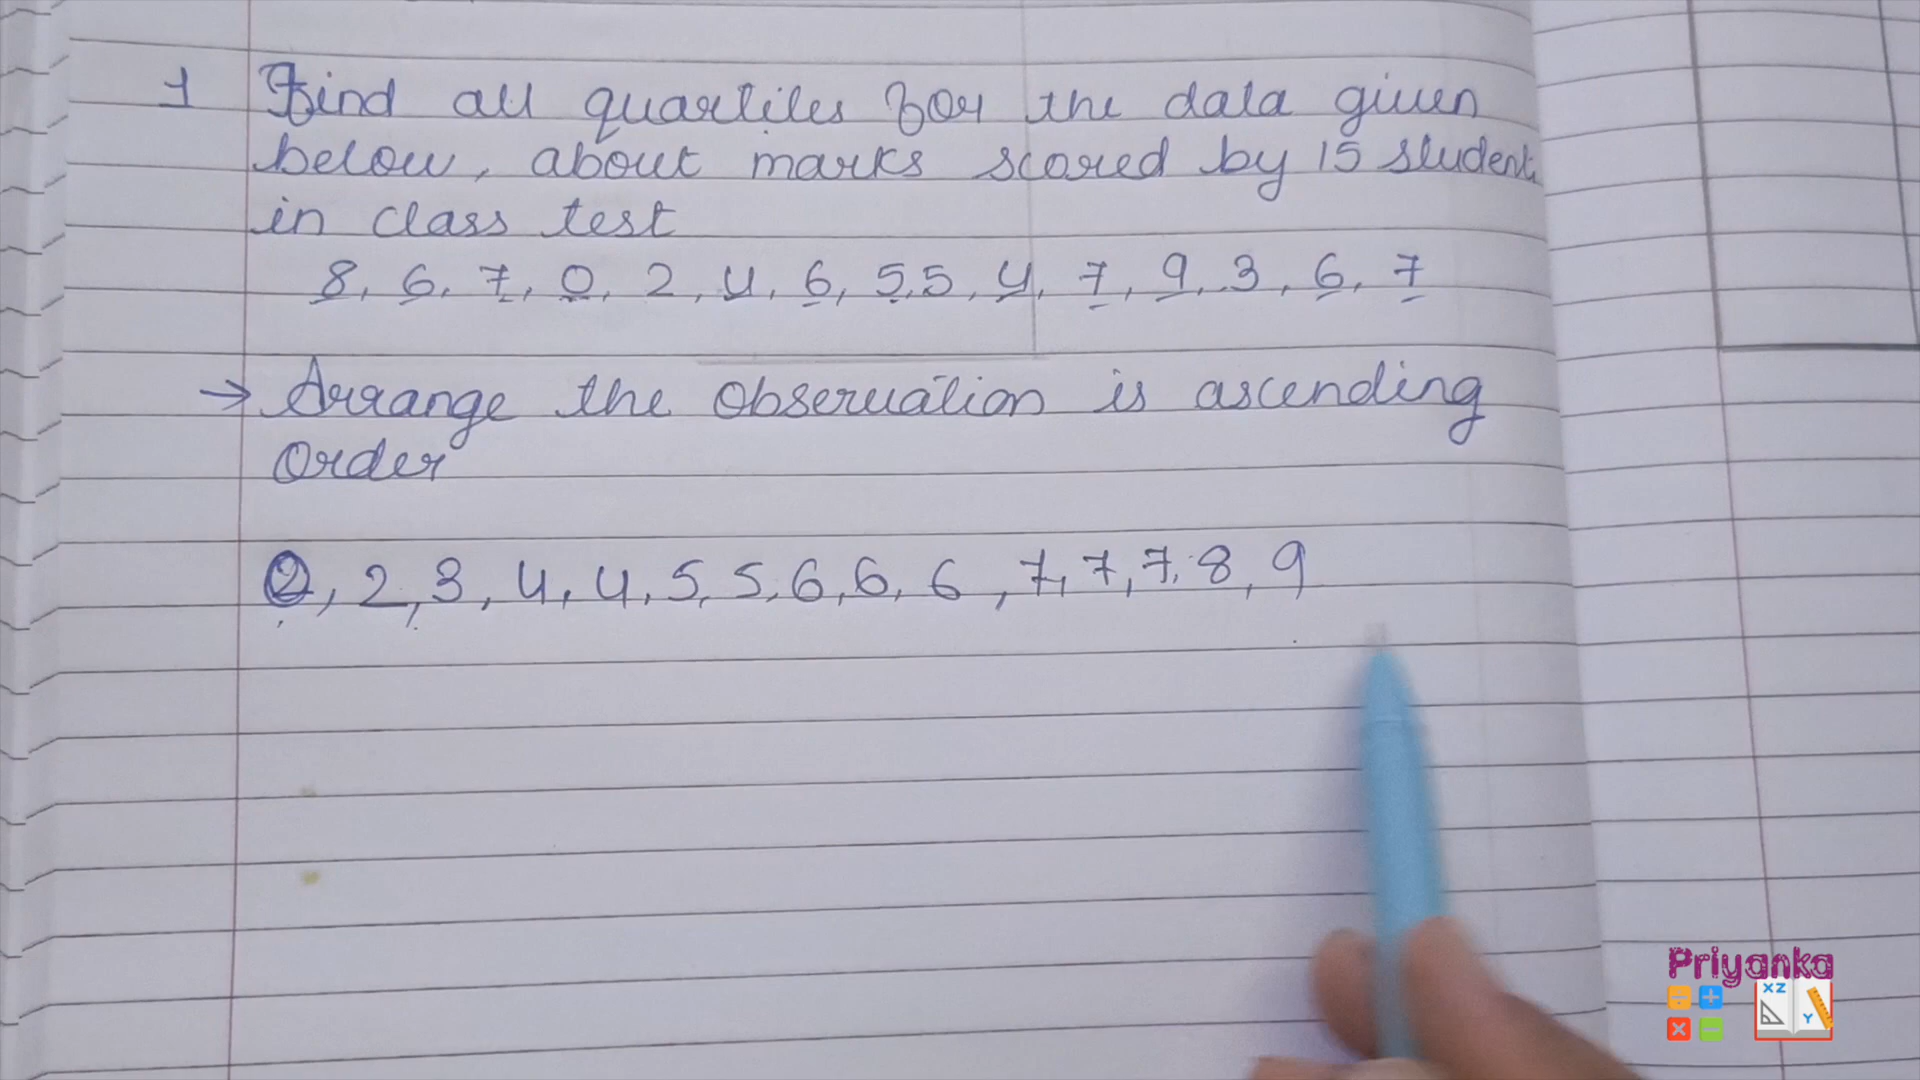 1 Find all quartiles for the data given
below, about marks scored by 15 student
in class test
8, 6, 7, 0, 2, 4, 6, 5, 5, 4, 7, 9, 3, 6, 7
→ Arrange the observation is ascending
order
0, 2, 3, 4, 4, 5, 5, 6, 6, 6, 7, 7, 7, 8, 9
Priyanka
XZ
Y